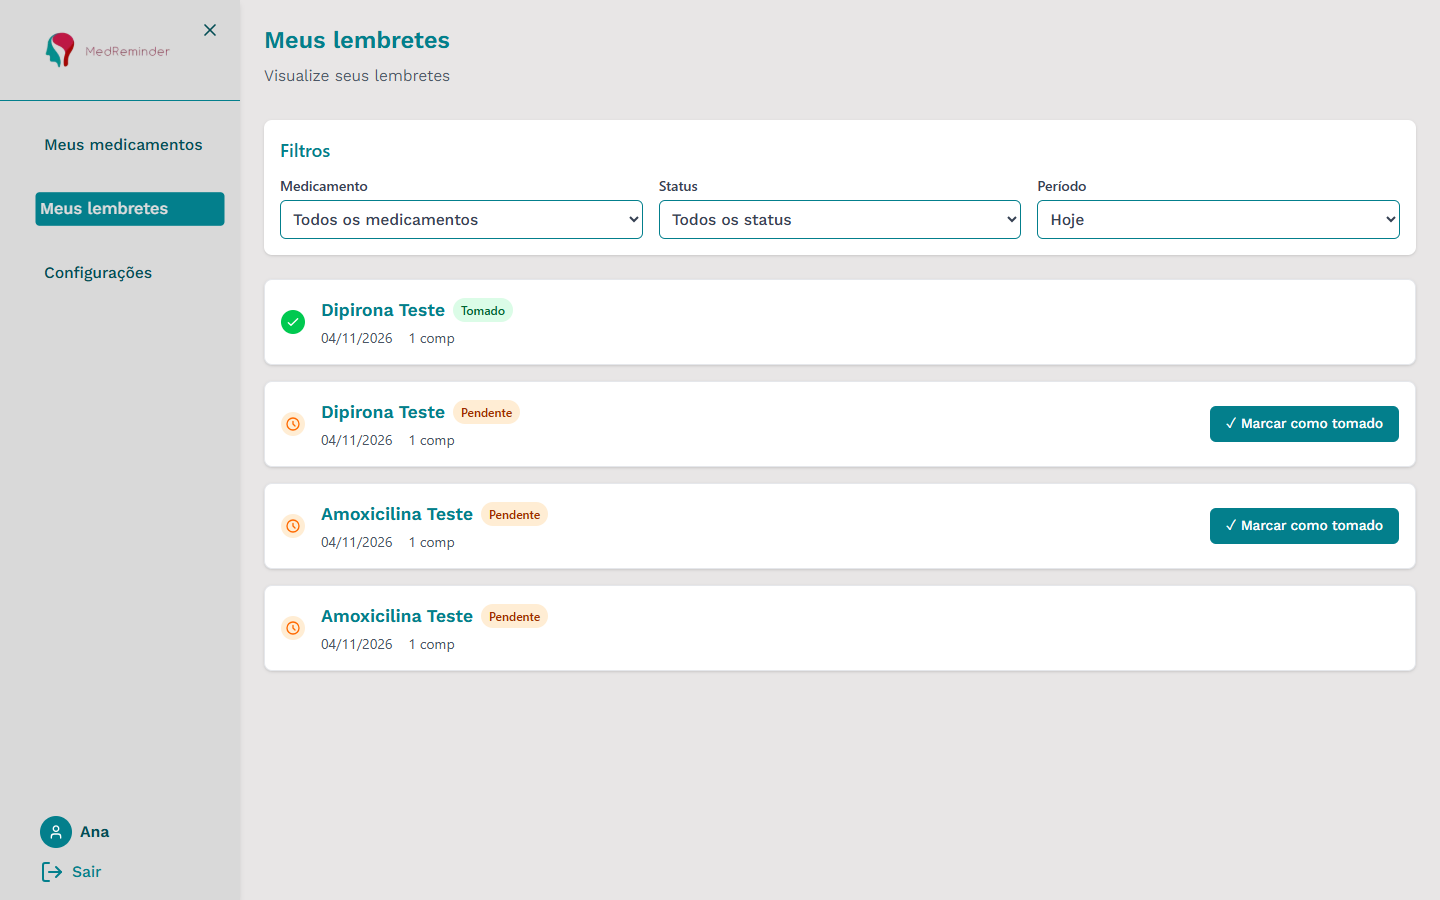 MedReminder
Meus medicamentos
Meus lembretes
Configurações
Ana
Sair
Meus lembretes
Visualize seus lembretes
Filtros
Medicamento
Todos os medicamentos
Status
Todos os status
Período
Hoje
Dipirona Teste Tomado
04/11/2026 1 comp
Dipirona Teste Pendente
04/11/2026 1 comp
✓ Marcar como tomado
Amoxicilina Teste Pendente
04/11/2026 1 comp
✓ Marcar como tomado
Amoxicilina Teste Pendente
04/11/2026 1 comp